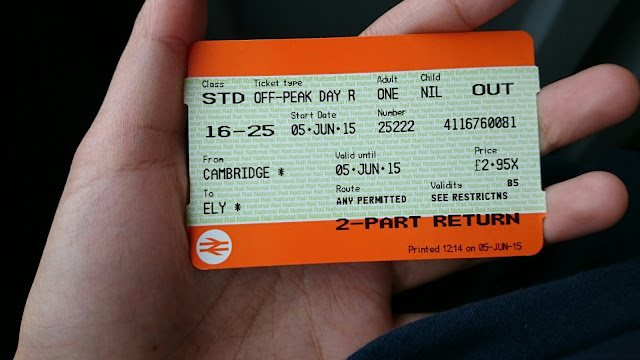 Class Ticket type Adult Child
STD OFF-PEAK DAY R ONE NIL OUT
Start Date Number
16-25 05·JUN·15 25222 4116760081
From Valid until Price
CAMBRIDGE * 05·JUN·15 £2·95X
To Route Validity B5
ELY * ANY PERMITTED SEE RESTRICTNS
2-PART RETURN
Printed 12:14 on 05-JUN-15